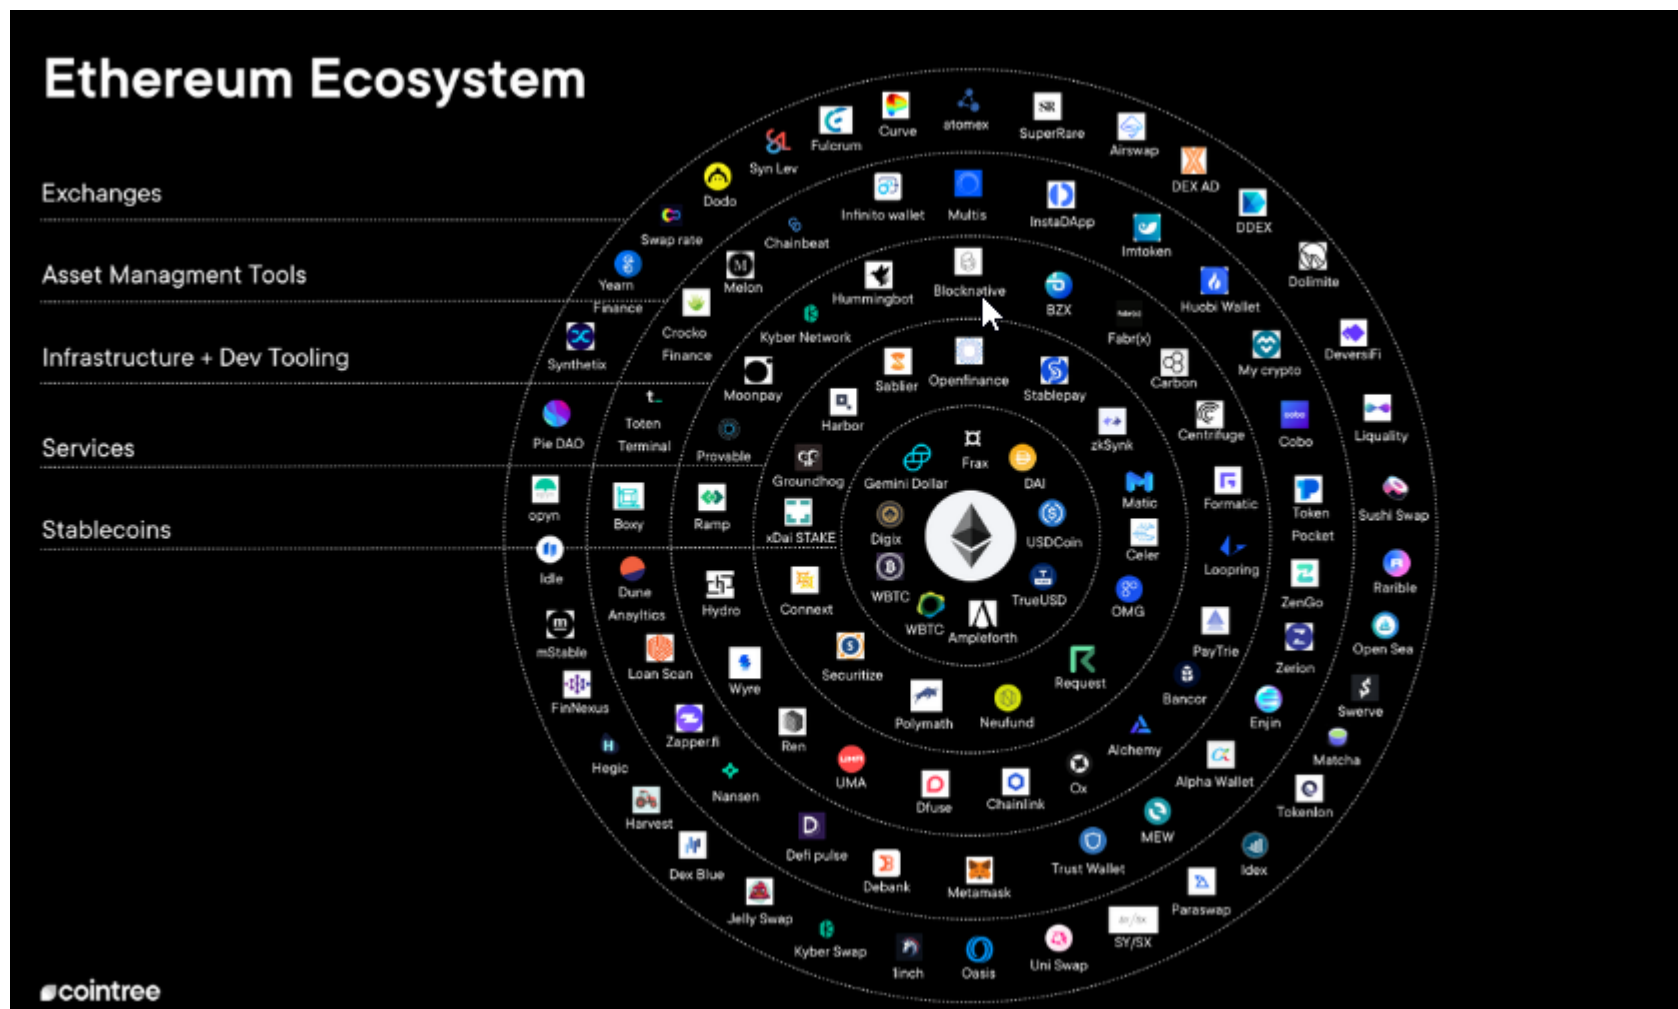 Ethereum Ecosystem
Exchanges
Asset Managment Tools
Infrastructure + Dev Tooling
Services
Stablecoins
atomex
SuperRare
Airswap
DEX AD
DDEX
Dolimite
DeversiFi
Liquality
Sushi Swap
Rarible
Open Sea
Swerve
Matcha
Tokenlon
Idex
Paraswap
SY/SX
Uni Swap
Oasis
1inch
Kyber Swap
Jelly Swap
Dex Blue
Harvest
Hegic
FinNexus
mStable
Idle
opyn
Pie DAO
Synthetix
Yearn
Finance
Swap rate
Dodo
Syn Lev
Fulcrum
Curve
Multis
InstaDApp
Imtoken
Huobi Wallet
My crypto
Cobo
Token
Pocket
ZenGo
Zerion
Enjin
Alpha Wallet
MEW
Trust Wallet
Metamask
Debank
Defi pulse
Nansen
Zapper.fi
Loan Scan
Dune
Anayltics
Boxy
Toten
Terminal
Crocko
Finance
Melon
Chainbeat
Infinito wallet
Blocknative
BZX
Fabr(x)
Carbon
Centrifuge
Formatic
Loopring
PayTrie
Bancor
Alchemy
Ox
Chainlink
Dfuse
UMA
Ren
Wyre
Hydro
Ramp
Provable
Moonpay
Kyber Network
Hummingbot
Openfinance
Stablepay
zkSynk
Matic
Celer
OMG
Request
Neufund
Polymath
Securitize
Connext
xDai STAKE
Groundhog
Harbor
Sablier
Frax
DAI
USDCoin
TrueUSD
Ampleforth
WBTC
WBTC
Digix
Gemini Dollar
cointree